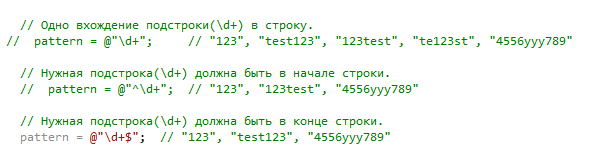 // Одно вхождение подстроки(\d+) в строку.
// pattern = @"\d+"; // "123", "test123", "123test", "te123st", "4556yyy789"
// Нужная подстрока(\d+) должна быть в начале строки.
// pattern = @"^\d+"; // "123", "123test", "4556yyy789"
// Нужная подстрока(\d+) должна быть в конце строки.
pattern = @"\d+$"; // "123", "test123", "4556yyy789"